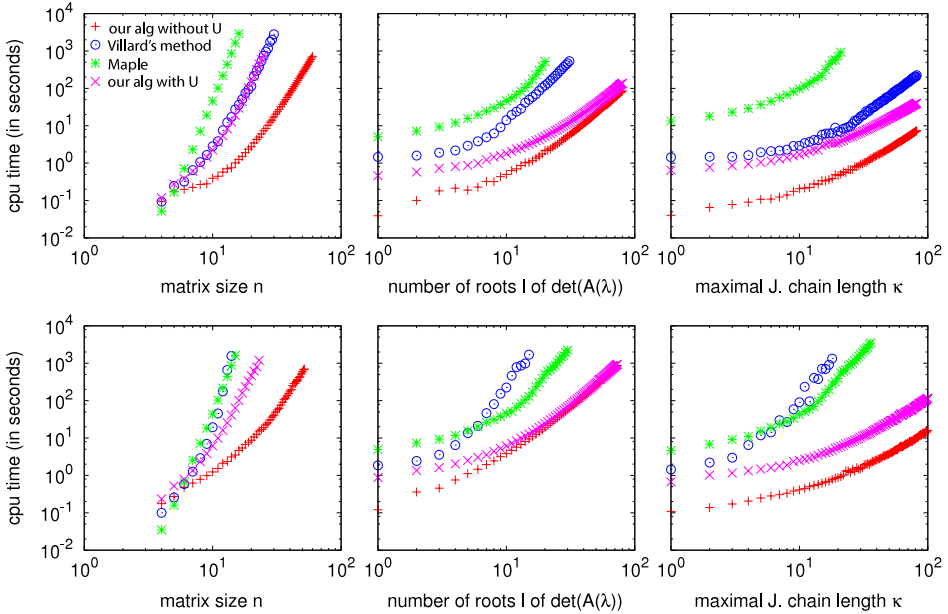 cpu time (in seconds)
10^4
10^3
10^2
10^1
10^0
10^-1
10^-2
our alg without U
Villard's method
Maple
our alg with U
10^0 10^1 10^2
10^0 10^1 10^2
10^0 10^1 10^2
matrix size n
number of roots l of det(A(λ))
maximal J. chain length κ
cpu time (in seconds)
10^4
10^3
10^2
10^1
10^0
10^-1
10^-2
10^0 10^1 10^2
10^0 10^1 10^2
10^0 10^1 10^2
matrix size n
number of roots l of det(A(λ))
maximal J. chain length κ